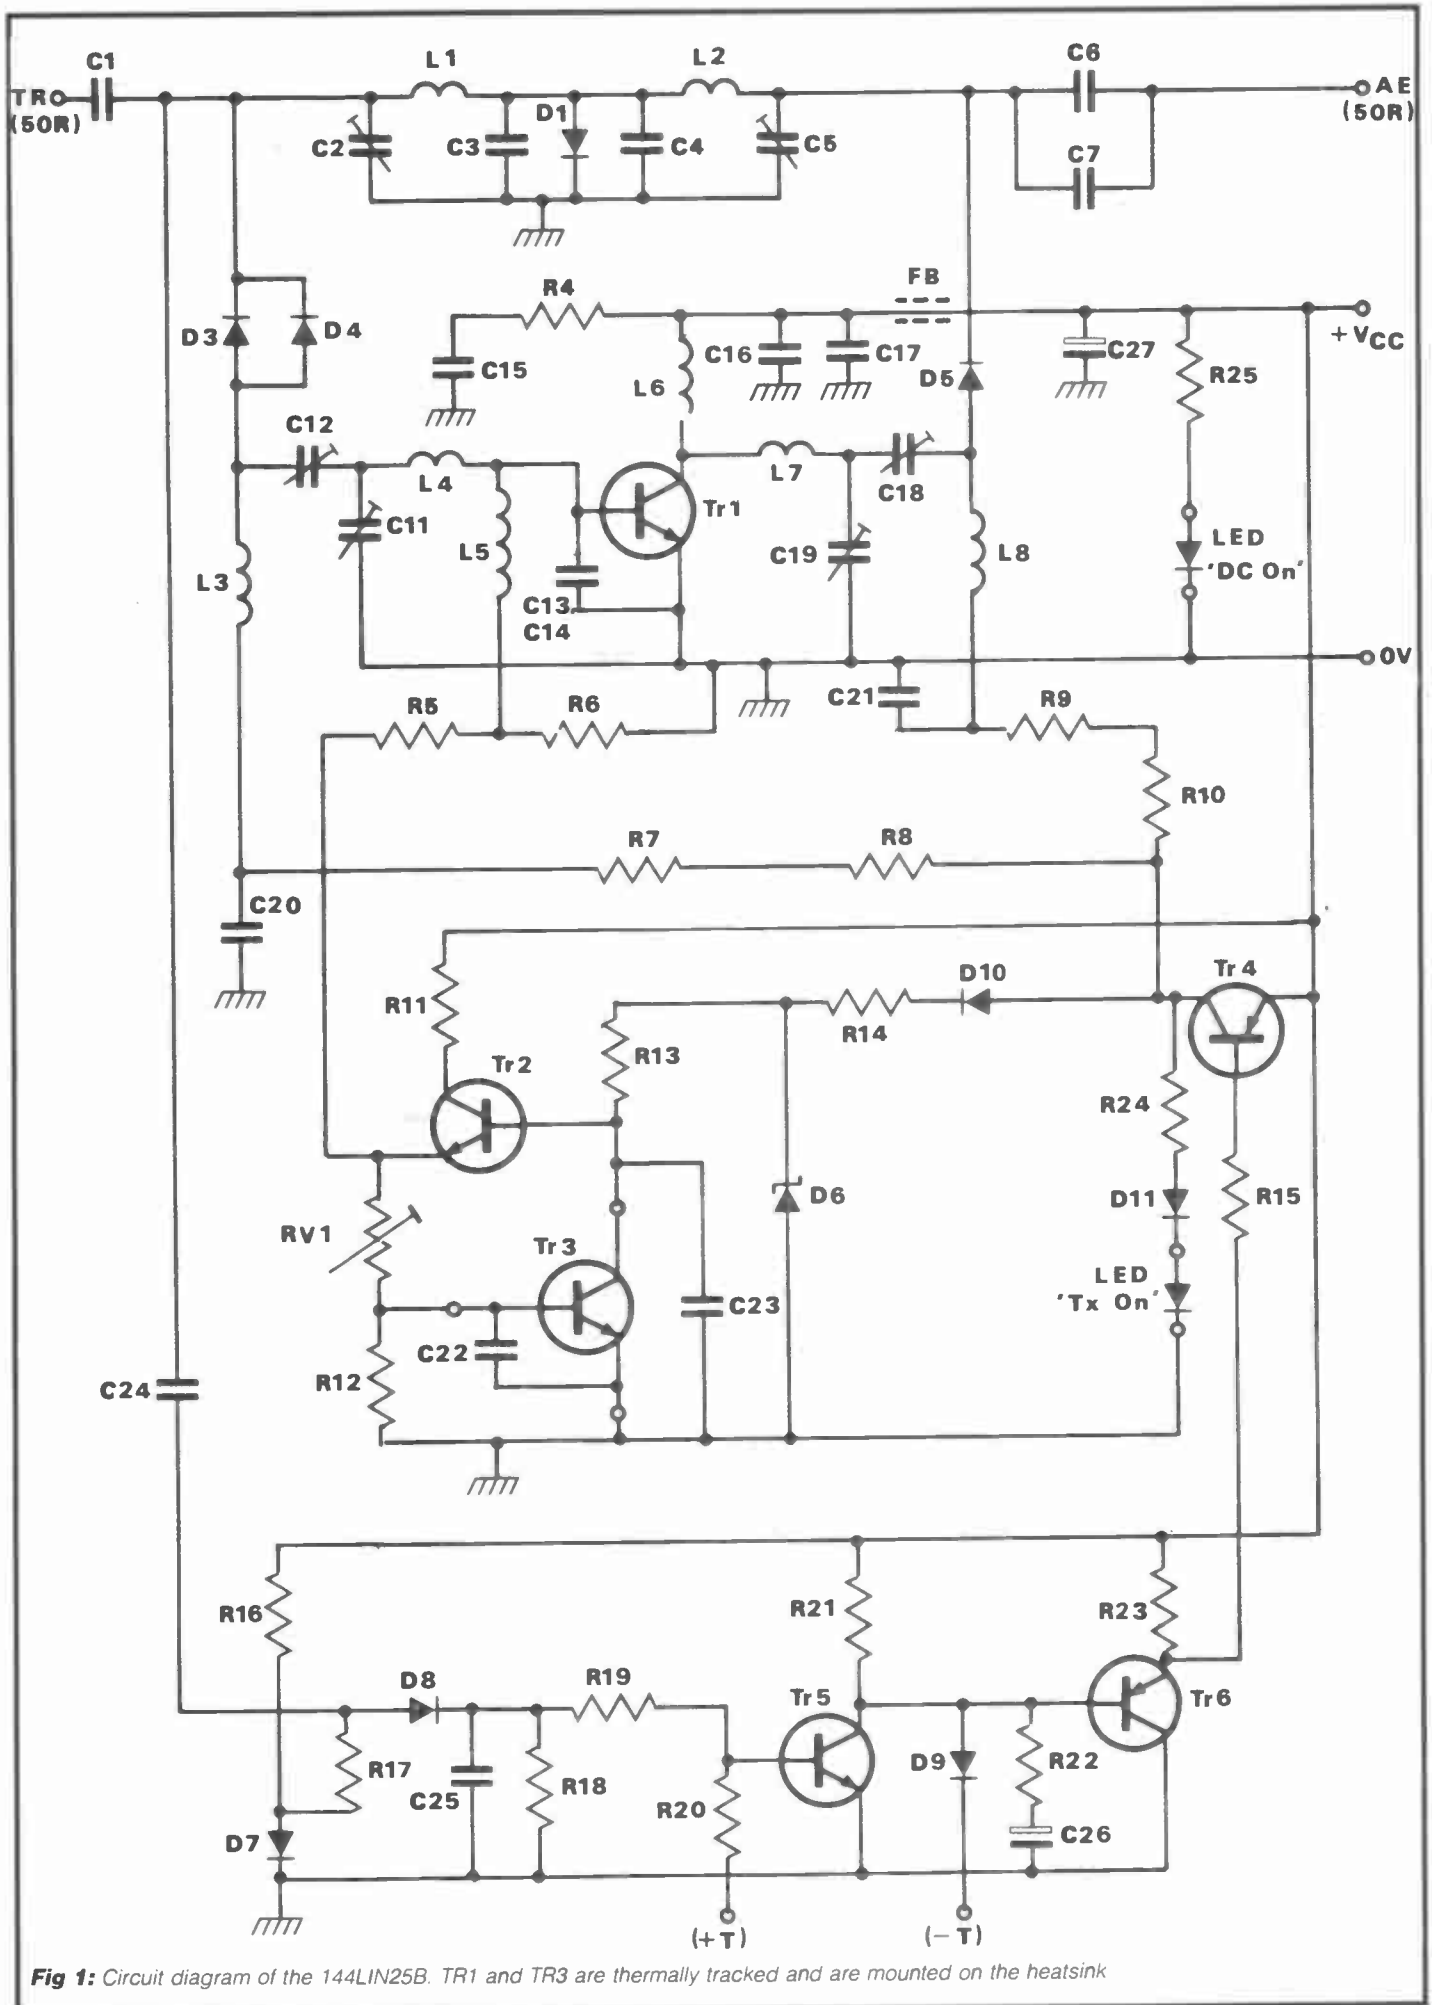 C1
L1
L2
C6
TR
(50R)
AE
(50R)
C2
C3
D1
C4
C5
C7
D3
D4
R4
FB
+VCC
C15
L6
C16
C17
D5
C27
R25
C12
L4
C11
L5
Tr1
L7
C18
C19
L8
LED
'DC On'
L3
C13
C14
0V
R5
R6
C21
R9
R10
R7
R8
C20
R11
D10
Tr4
R14
Tr2
R13
R24
D6
D11
R15
RV1
Tr3
LED
'Tx On'
C23
C22
R12
C24
R16
R21
R23
D8
R19
Tr5
Tr6
R17
C25
R18
R20
D9
R22
C26
D7
(+T)
(−T)
Fig 1: Circuit diagram of the 144LIN25B. TR1 and TR3 are thermally tracked and are mounted on the heatsink